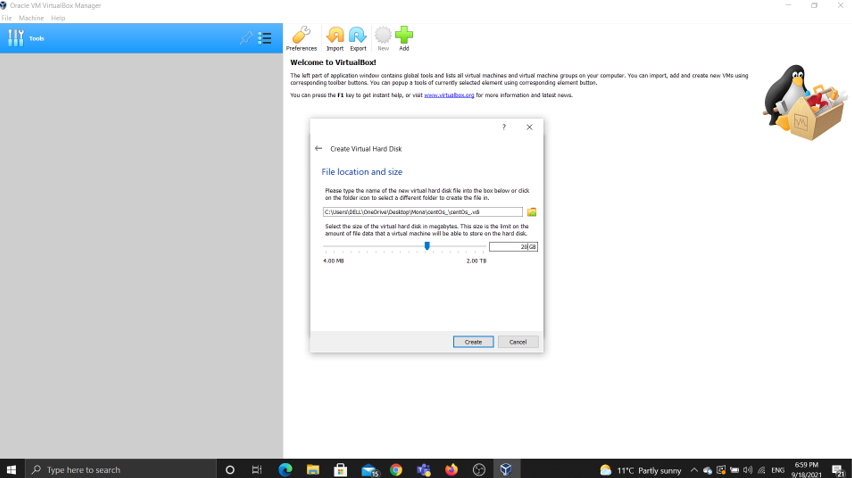 Oracle VM VirtualBox Manager
File Machine Help
Tools
Preferences Import Export New Add
Welcome to VirtualBox!
The left part of application window contains global tools and lists all virtual machines and virtual machine groups on your computer. You can import, add and create new VMs using
corresponding toolbar buttons. You can popup a tools of currently selected element using corresponding element button.
You can press the F1 key to get instant help, or visit www.virtualbox.org for more information and latest news.
?
Create Virtual Hard Disk
File location and size
Please type the name of the new virtual hard disk file into the box below or click
on the folder icon to select a different folder to create the file in.
C:\Users\DELL\OneDrive\Desktop\Mona\centOs_\centOs_.vdi
Select the size of the virtual hard disk in megabytes. This size is the limit on the
amount of file data that a virtual machine will be able to store on the hard disk.
20 GB
4.00 MB 2.00 TB
Create Cancel
Type here to search
15
11°C Partly sunny
ENG
6:59 PM
9/18/2021
21